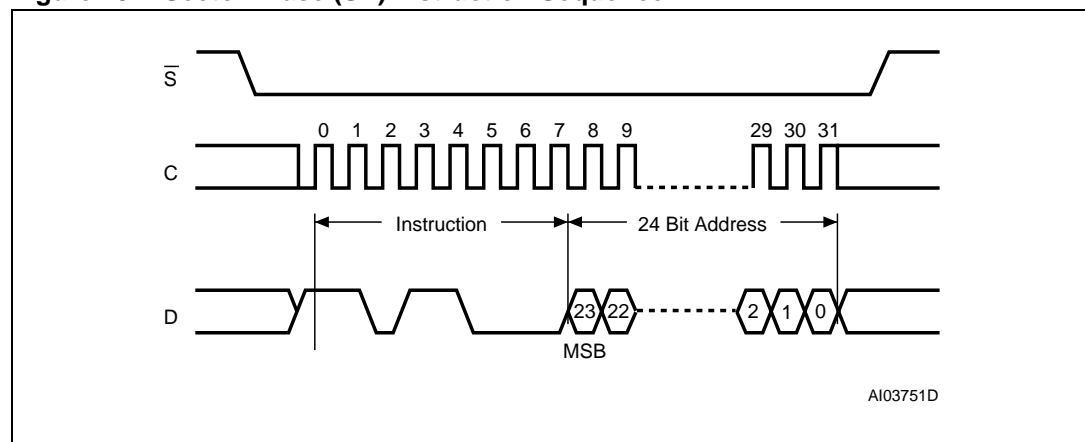 S
0 1 2 3 4 5 6 7 8 9 29 30 31
C
Instruction 24 Bit Address
D 23 22 2 1 0
MSB
AI03751D